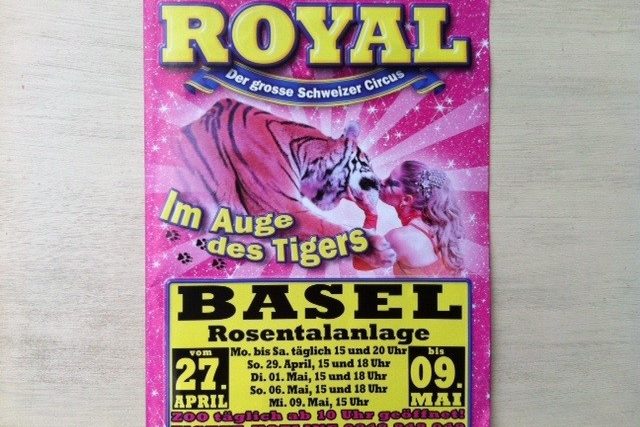 ROYAL
Der grosse Schweizer Circus
Im Auge
des Tigers
BASEL
Rosentalanlage
vom
27.
APRIL
Mo. bis Sa. täglich 15 und 20 Uhr
So. 29. April, 15 und 18 Uhr
Di. 01. Mai, 15 und 18 Uhr
So. 06. Mai, 15 und 18 Uhr
Mi. 09. Mai, 15 Uhr
bis
09.
MAI
ZOO täglich ab 10 Uhr geöffnet!